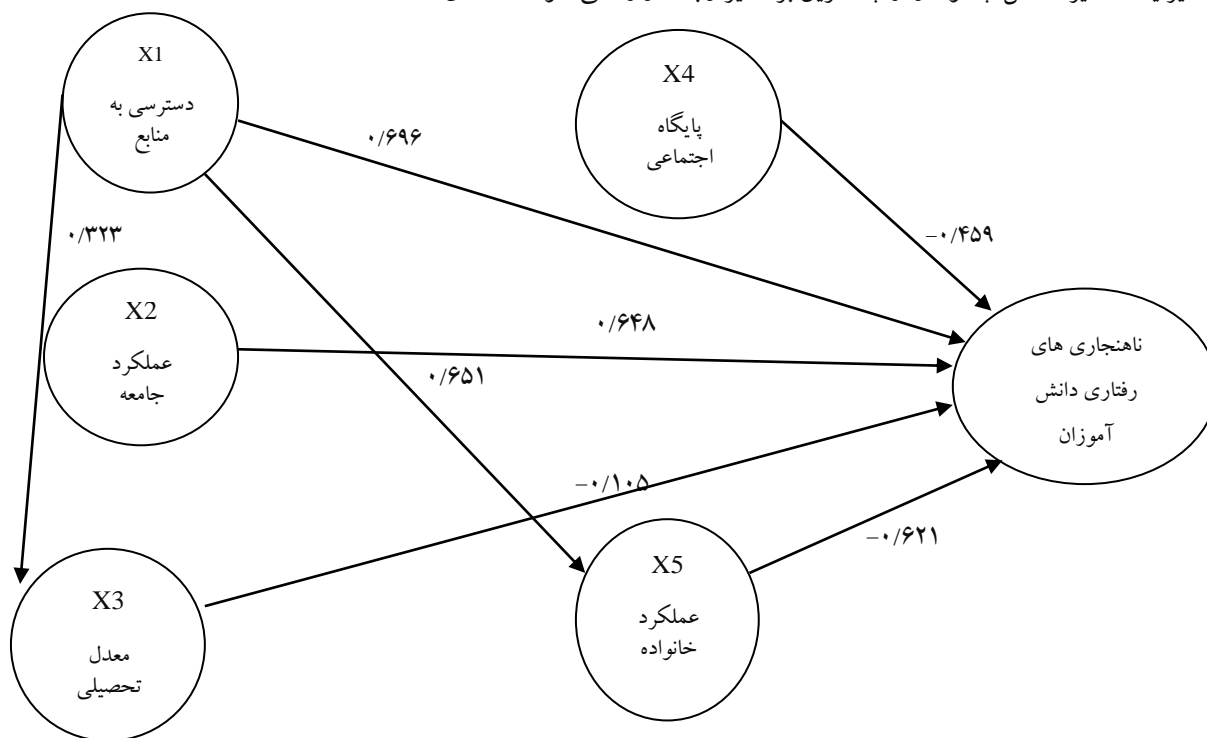 X1
دسترسی به
منابع
X4
پایگاه
اجتماعی
۰/۶۹۶
۰/۳۲۳
-۰/۴۵۹
X2
عملکرد
جامعه
۰/۶۴۸
۰/۶۵۱
ناهنجاری های
رفتاری دانش
آموزان
-۰/۱۰۵
-۰/۶۲۱
X3
معدل
تحصیلی
X5
عملکرد
خانواده